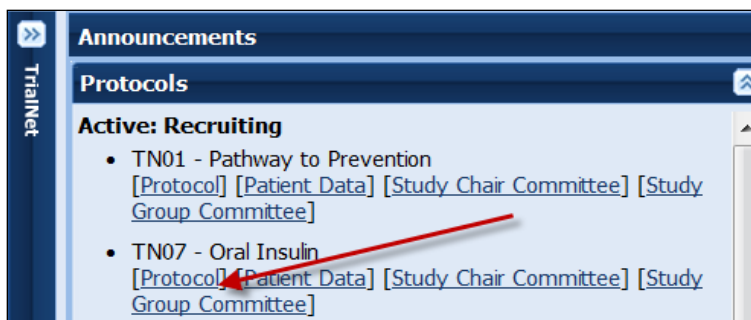 TrialNet
Announcements
Protocols
Active: Recruiting
• TN01 - Pathway to Prevention
[Protocol] [Patient Data] [Study Chair Committee] [Study
Group Committee]
• TN07 - Oral Insulin
[Protocol] [Patient Data] [Study Chair Committee] [Study
Group Committee]